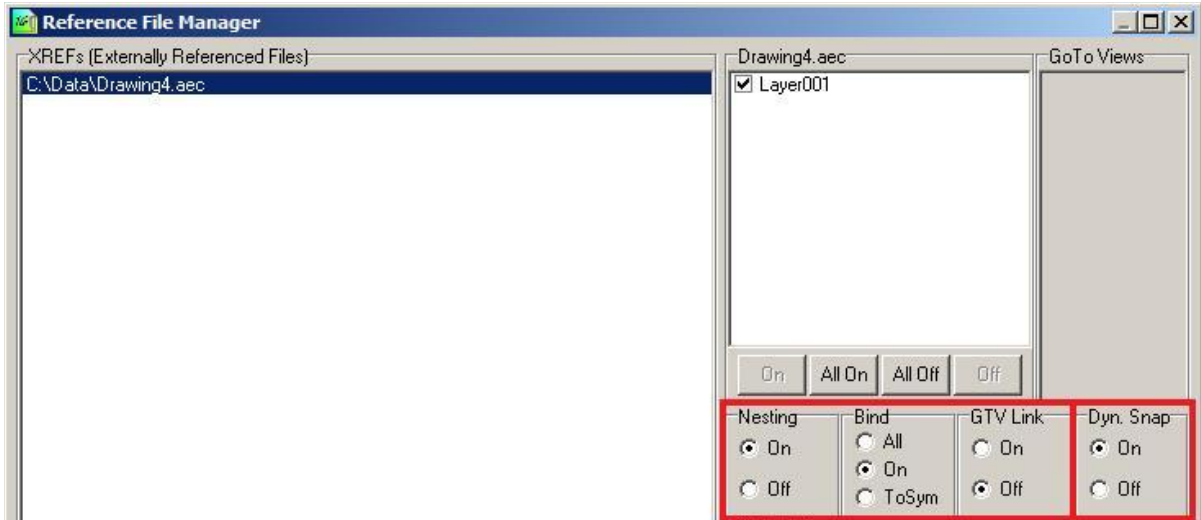 Reference File Manager
XREFs (Externally Referenced Files)
C:\Data\Drawing4.aec
Drawing4.aec
Layer001
GoTo Views
On All On All Off Off
Nesting
On
Off
Bind
All
On
ToSym
GTV Link
On
Off
Dyn. Snap
On
Off